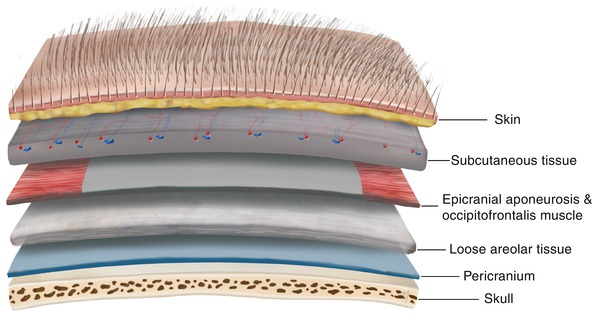 Skin
Subcutaneous tissue
Epicranial aponeurosis &
occipitofrontalis muscle
Loose areolar tissue
Pericranium
Skull